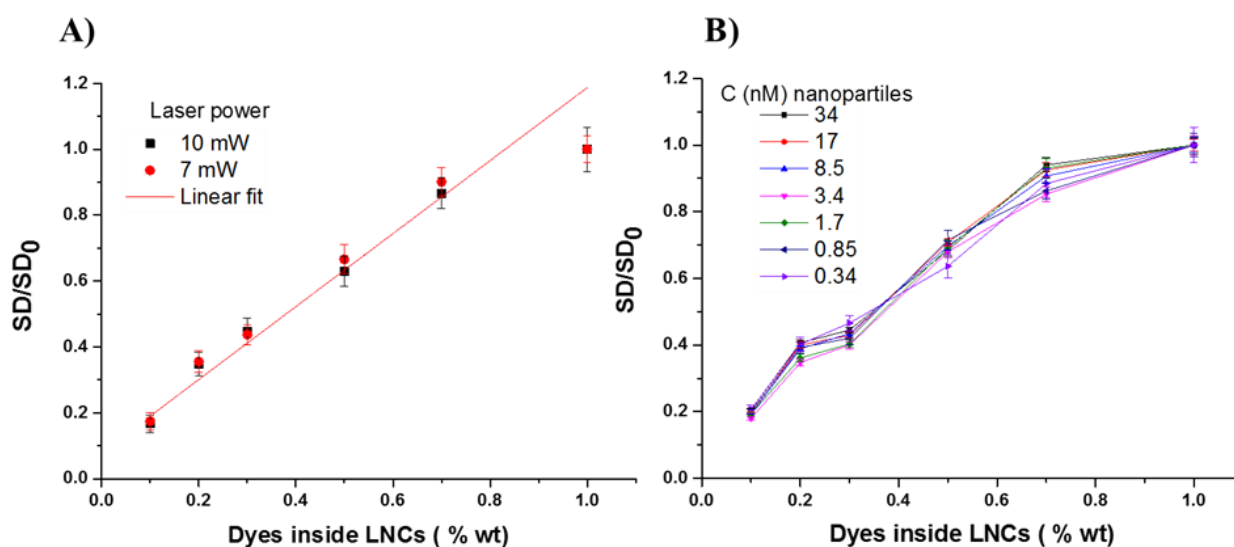 A)
1.2
1.0
0.8
0.6
0.4
0.2
0.0
SD/SD0
Laser power
10 mW
7 mW
Linear fit
0.0 0.2 0.4 0.6 0.8 1.0
Dyes inside LNCs ( % wt)
B)
1.2
1.0
0.8
0.6
0.4
0.2
0.0
SD/SD0
C (nM) nanopartiles
34
17
8.5
3.4
1.7
0.85
0.34
0.0 0.2 0.4 0.6 0.8 1.0
Dyes inside LNCs ( % wt)